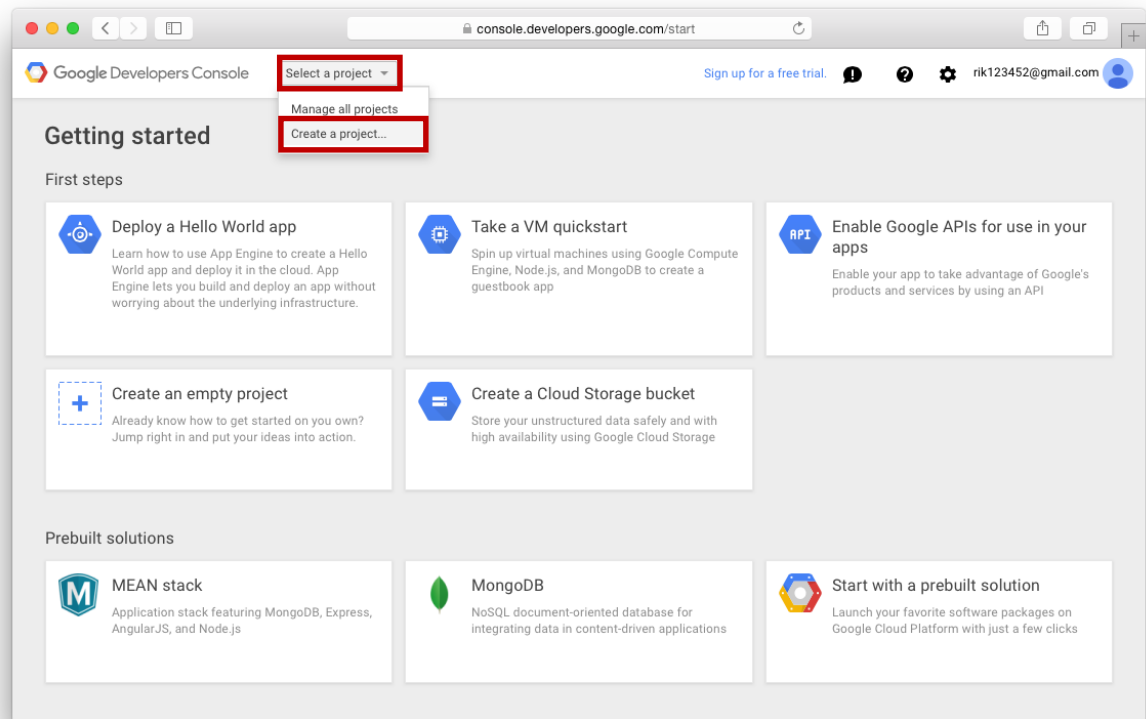 console.developers.google.com/start
Google Developers Console
Select a project
Sign up for a free trial.
rik123452@gmail.com
Manage all projects
Create a project...
Getting started
First steps
Deploy a Hello World app
Learn how to use App Engine to create a Hello
World app and deploy it in the cloud. App
Engine lets you build and deploy an app without
worrying about the underlying infrastructure.
Take a VM quickstart
Spin up virtual machines using Google Compute
Engine, Node.js, and MongoDB to create a
guestbook app
API
Enable Google APIs for use in your
apps
Enable your app to take advantage of Google's
products and services by using an API
Create an empty project
Already know how to get started on you own?
Jump right in and put your ideas into action.
Create a Cloud Storage bucket
Store your unstructured data safely and with
high availability using Google Cloud Storage
Prebuilt solutions
M
MEAN stack
Application stack featuring MongoDB, Express,
AngularJS, and Node.js
MongoDB
NoSQL document-oriented database for
integrating data in content-driven applications
Start with a prebuilt solution
Launch your favorite software packages on
Google Cloud Platform with just a few clicks